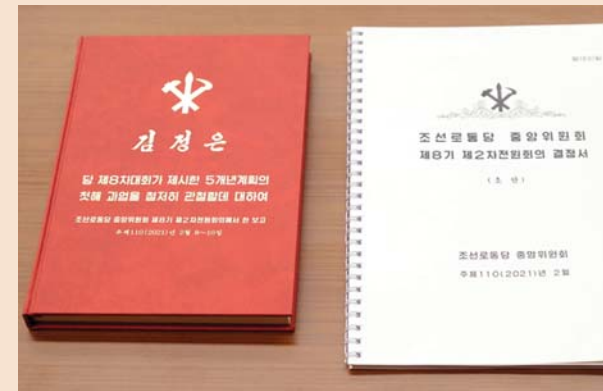 김정은
당 제8차대회가 제시한 5개년계획의
첫해 과업을 철저히 관철할데 대하여
조선로동당 중앙위원회 제8기 제2차전원회의에서 한 보고
주체110(2021)년 2월 8~10일
조선로동당 중앙위원회
제8기 제2차전원회의 결정서
(초안)
조선로동당 중앙위원회
주체110(2021)년 2월